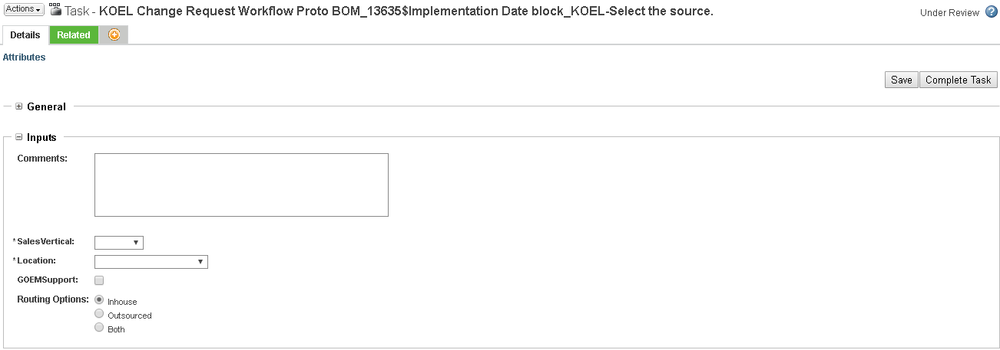 Actions Task - KOEL Change Request Workflow Proto BOM_13635$Implementation Date block_KOEL-Select the source. Under Review ?
Details Related
Attributes
Save Complete Task
General
Inputs
Comments:
*SalesVertical:
*Location:
GOEMSupport:
Routing Options: Inhouse
Outsourced
Both